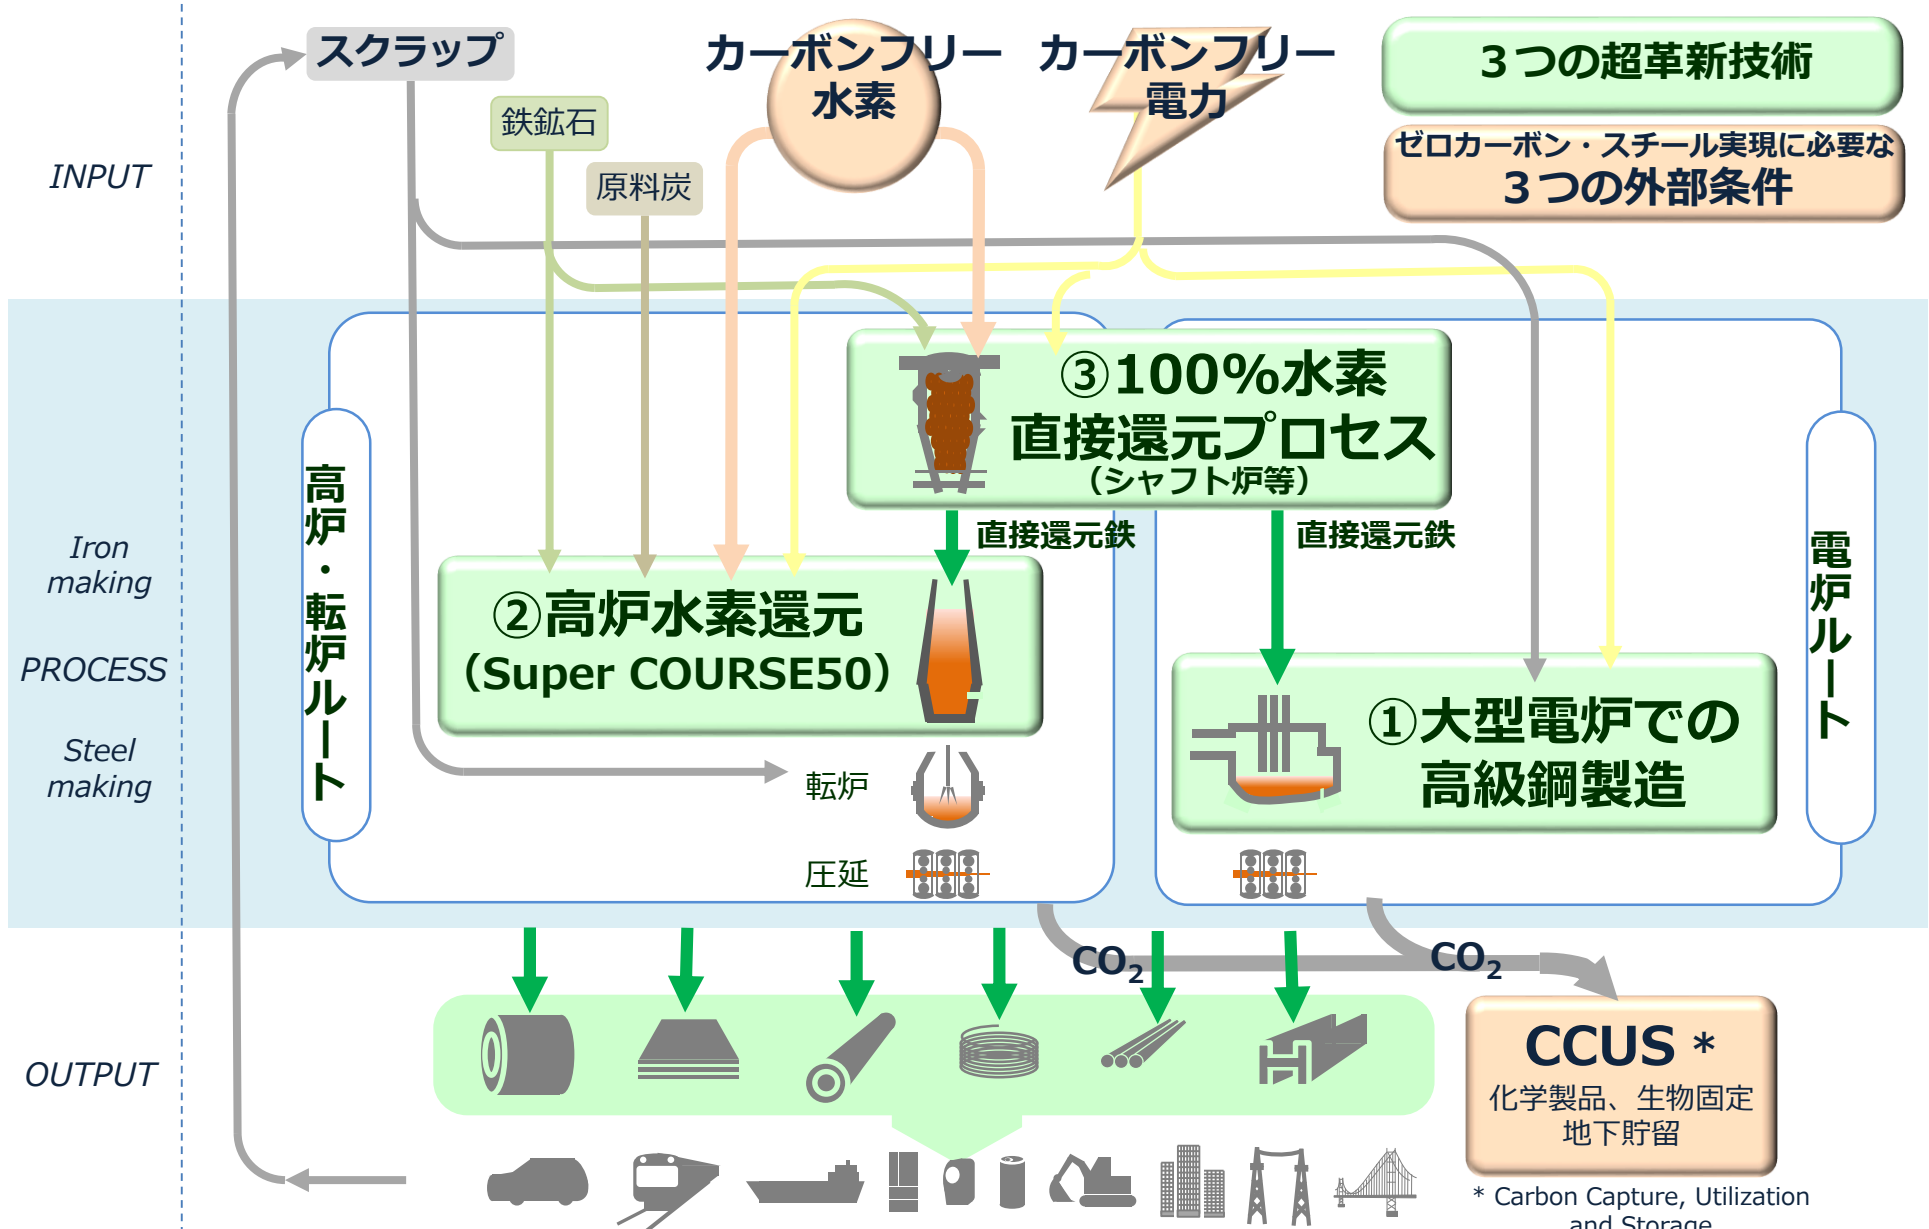 スクラップ
カーボンフリー
水素
カーボンフリー
電力
3つの超革新技術
ゼロカーボン・スチール実現に必要な
3つの外部条件
鉄鉱石
原料炭
INPUT
③100%水素
直接還元プロセス
（シャフト炉等）
直接還元鉄
直接還元鉄
高炉・転炉ルート
電炉ルート
Iron
making
PROCESS
Steel
making
②高炉水素還元
（Super COURSE50）
①大型電炉での
高級鋼製造
転炉
圧延
CO2
CO2
OUTPUT
CCUS *
化学製品、生物固定
地下貯留
* Carbon Capture, Utilization
and Storage